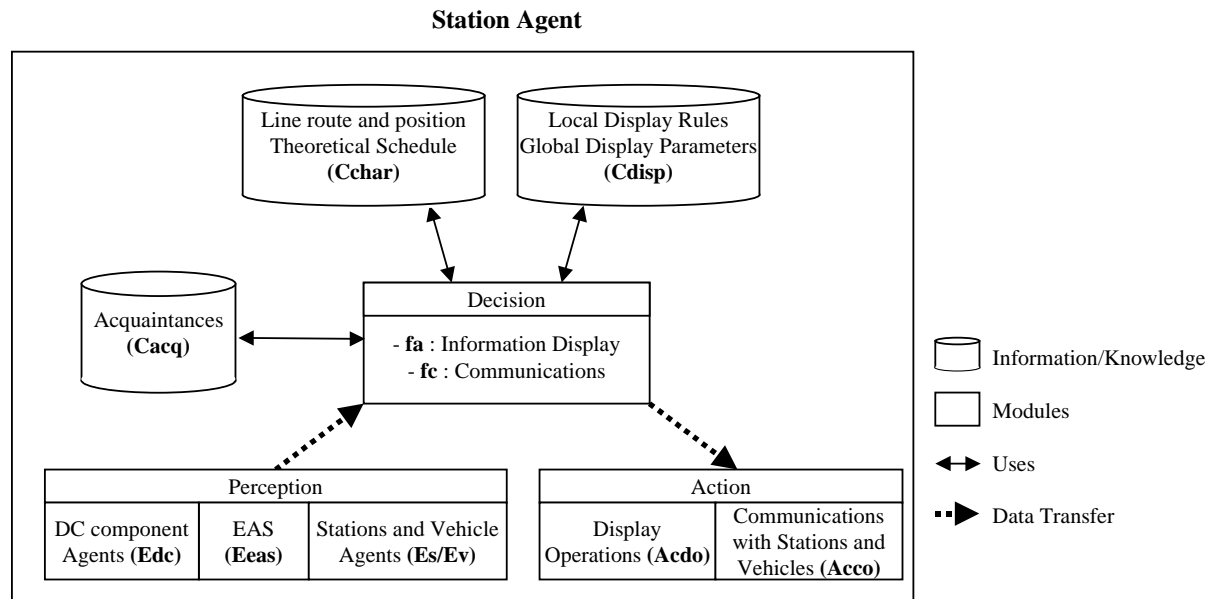 Station Agent
Line route and position
Theoretical Schedule
(Cchar)
Local Display Rules
Global Display Parameters
(Cdisp)
Acquaintances
(Cacq)
Decision
- fa : Information Display
- fc : Communications
Perception
DC component
Agents (Edc)
EAS
(Eeas)
Stations and Vehicle
Agents (Es/Ev)
Action
Display
Operations (Acdo)
Communications
with Stations and
Vehicles (Acco)
Information/Knowledge
Modules
Uses
Data Transfer